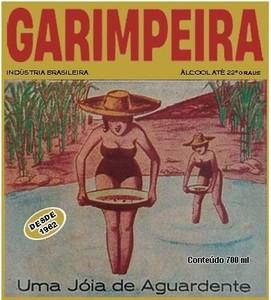 GARIMPEIRA
INDÚSTRIA BRASILEIRA ÁLCOOL ATÉ 22º GRAUS
DESDE
1962
Conteúdo 700 ml
Uma Jóia de Aguardente